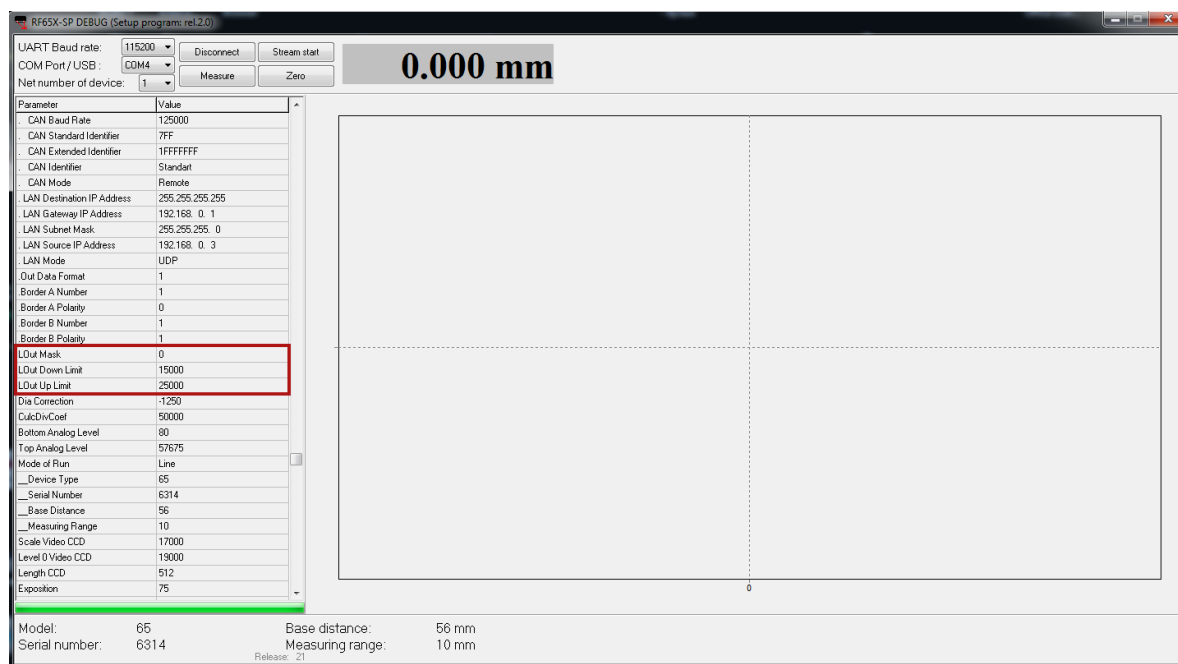 RF65X-SP DEBUG (Setup program: rel.2.0)
UART Baud rate: 115200 Disconnect Stream start
COM Port / USB : COM4
Net number of device: 1 Measure Zero
0.000 mm
Parameter Value
. CAN Baud Rate 125000
. CAN Standard Identifier 7FF
. CAN Extended Identifier 1FFFFFFF
. CAN Identifier Standart
. CAN Mode Remote
. LAN Destination IP Address 255.255.255.255
. LAN Gateway IP Address 192.168. 0. 1
. LAN Subnet Mask 255.255.255. 0
. LAN Source IP Address 192.168. 0. 3
. LAN Mode UDP
.Out Data Format 1
.Border A Number 1
.Border A Polarity 0
.Border B Number 1
.Border B Polarity 1
LOut Mask 0
LOut Down Limit 15000
LOut Up Limit 25000
Dia Correction -1250
CulcDivCoef 50000
Bottom Analog Level 80
Top Analog Level 57675
Mode of Run Line
__Device Type 65
__Serial Number 6314
__Base Distance 56
__Measuring Range 10
Scale Video CCD 17000
Level 0 Video CCD 19000
Length CCD 512
Exposition 75
0
Model: 65 Base distance: 56 mm
Serial number: 6314 Measuring range: 10 mm
Release: 21